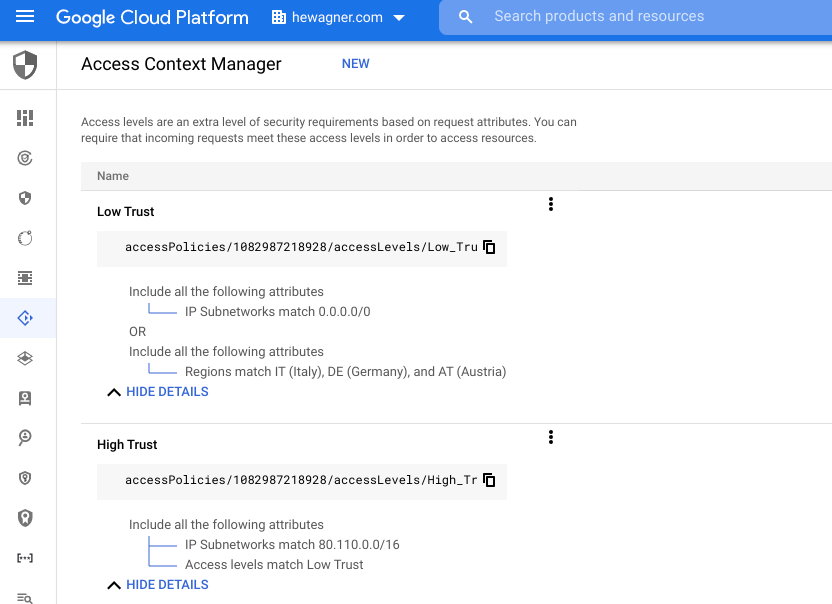 Google Cloud Platform hewagner.com Search products and resources
Access Context Manager NEW
Access levels are an extra level of security requirements based on request attributes. You can
require that incoming requests meet these access levels in order to access resources.
Name
Low Trust
accessPolicies/1082987218928/accessLevels/Low_Tru
Include all the following attributes
IP Subnetworks match 0.0.0.0/0
OR
Include all the following attributes
Regions match IT (Italy), DE (Germany), and AT (Austria)
HIDE DETAILS
High Trust
accessPolicies/1082987218928/accessLevels/High_Tr
Include all the following attributes
IP Subnetworks match 80.110.0.0/16
Access levels match Low Trust
HIDE DETAILS